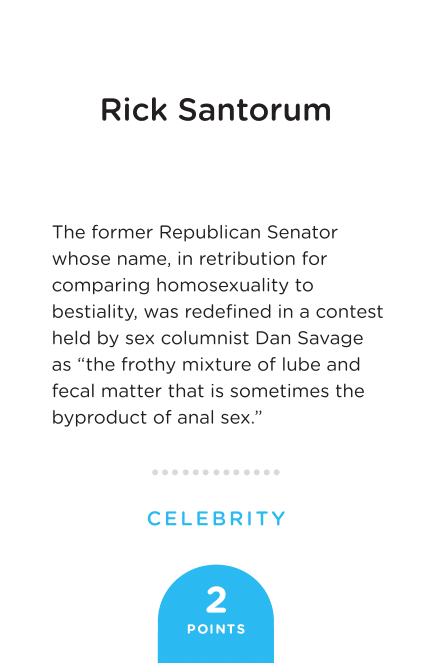 Rick Santorum
The former Republican Senator
whose name, in retribution for
comparing homosexuality to
bestiality, was redefined in a contest
held by sex columnist Dan Savage
as “the frothy mixture of lube and
fecal matter that is sometimes the
byproduct of anal sex.”
CELEBRITY
2
POINTS